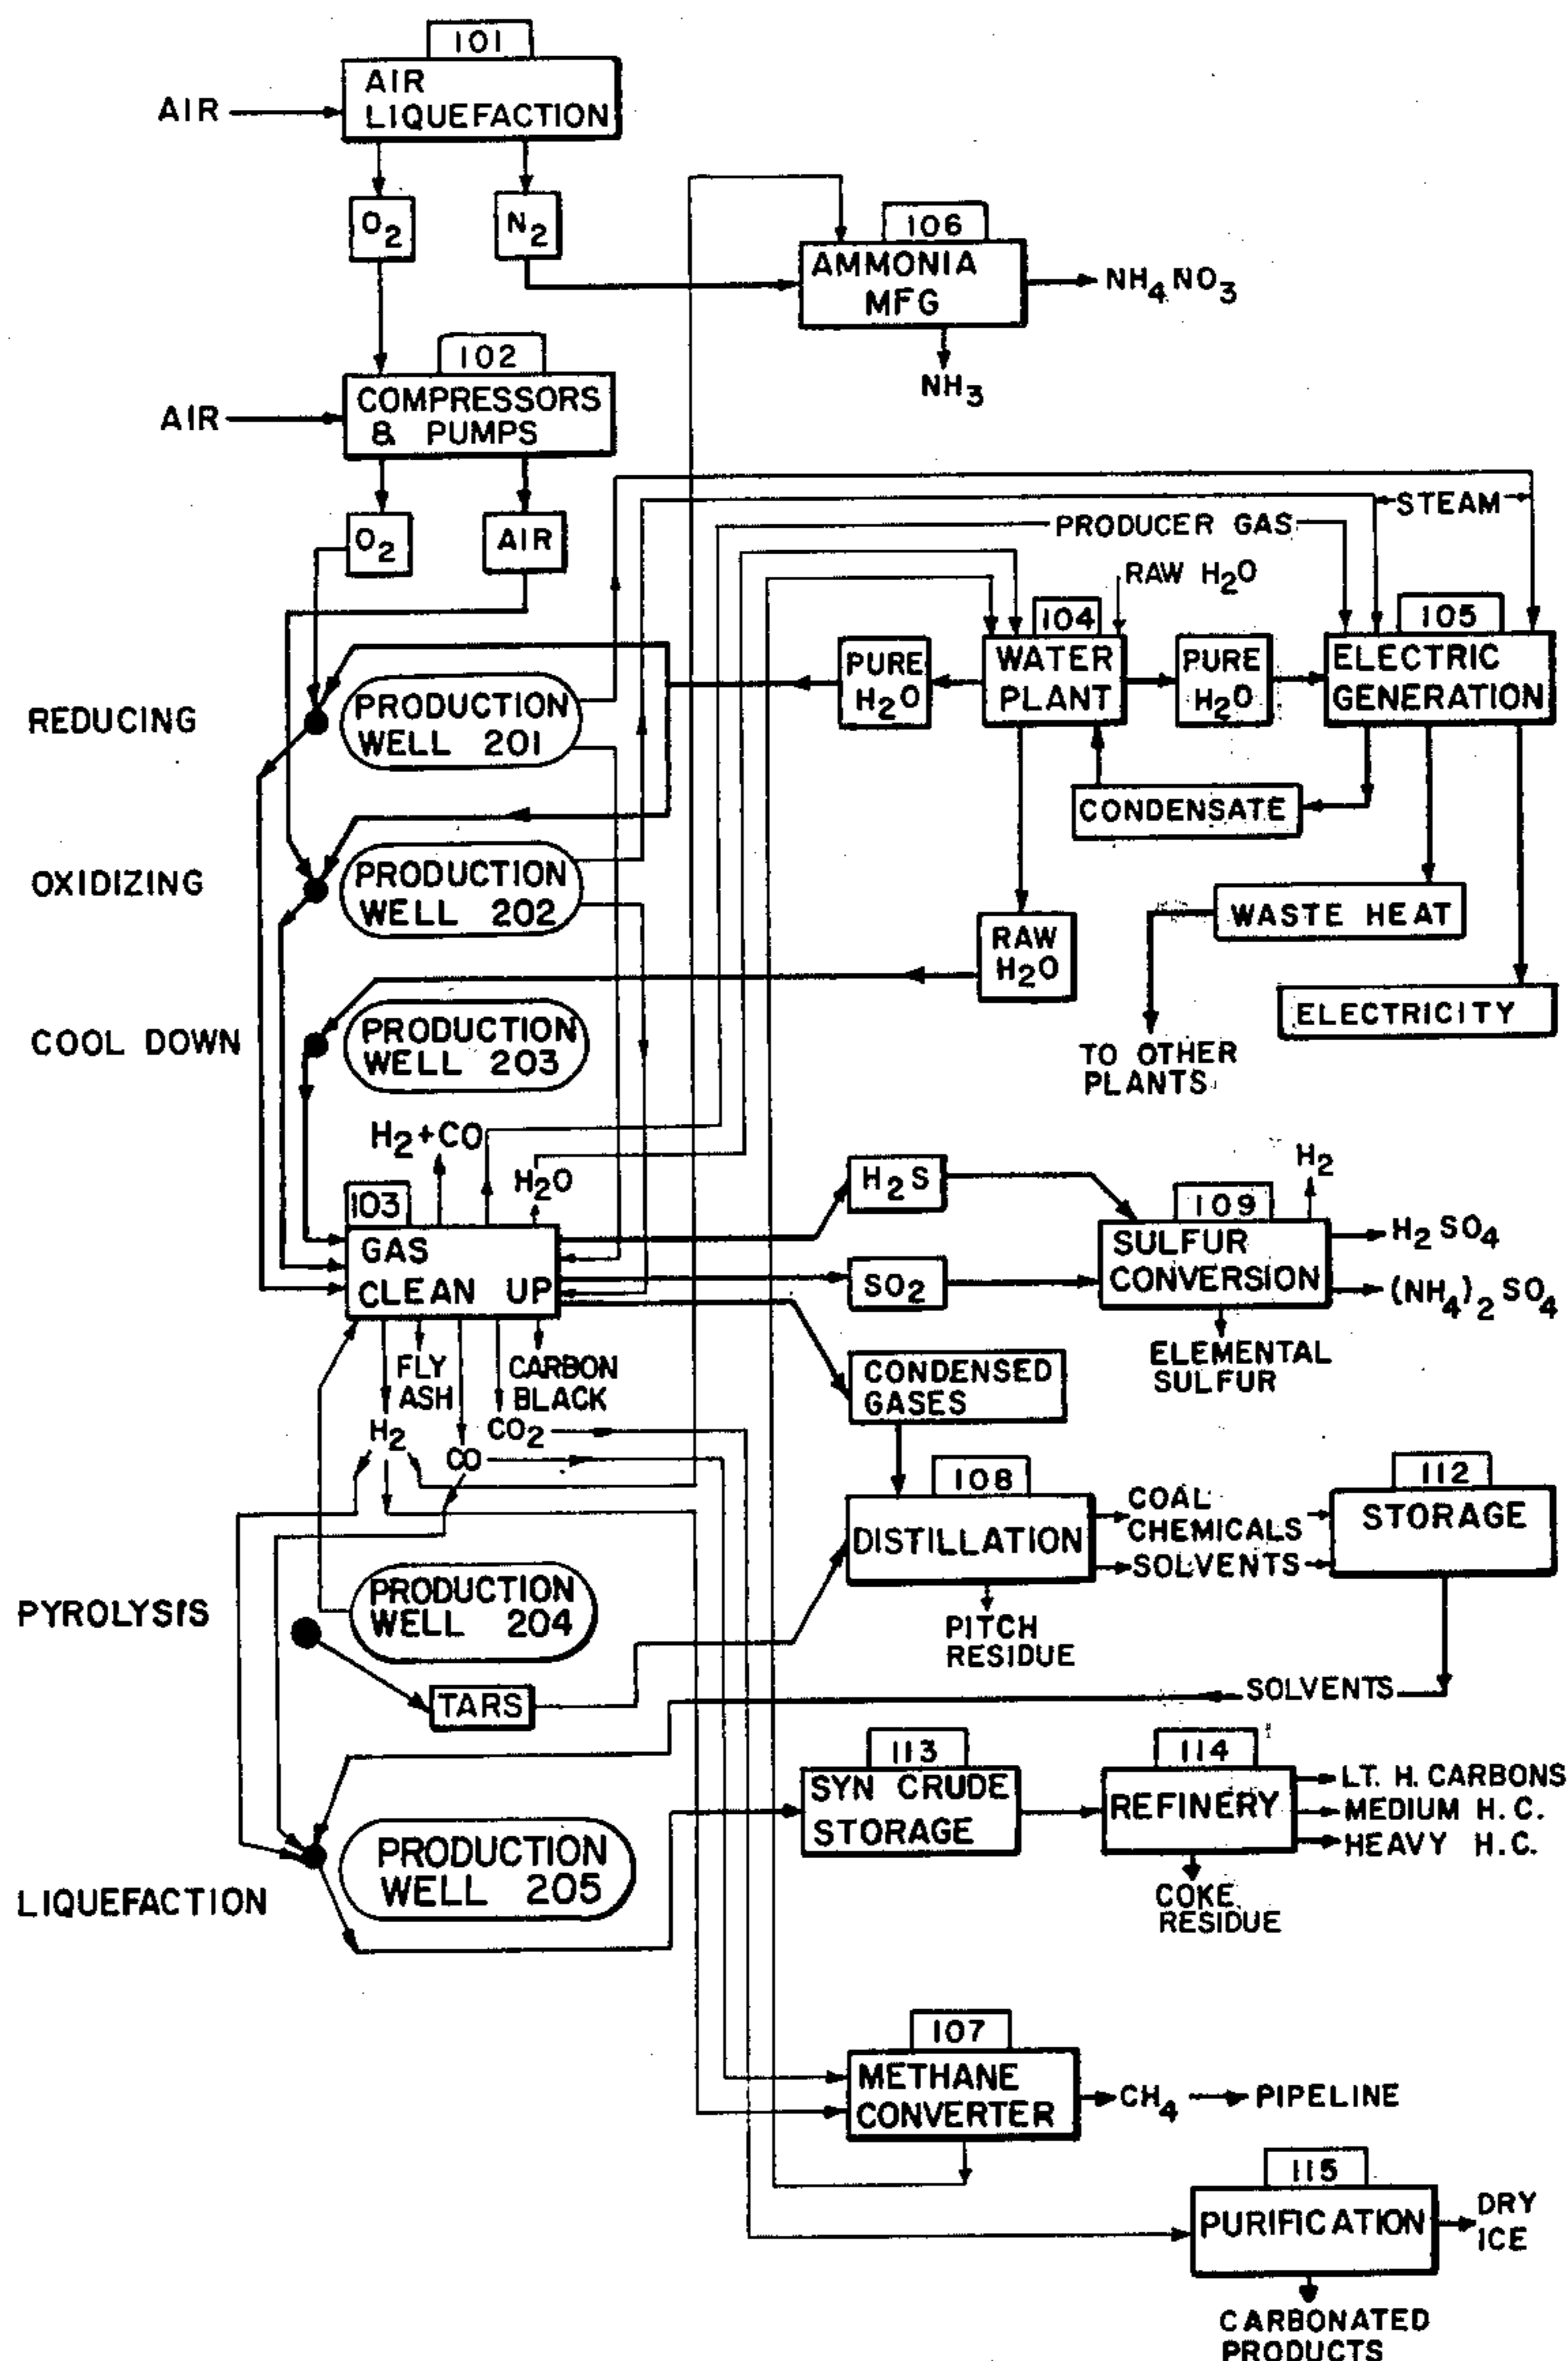 101
AIR
LIQUEFACTION
AIR
O2
N2
106
AMMONIA
MFG
NH4 NO3
NH3
102
COMPRESSORS
& PUMPS
AIR
O2
AIR
STEAM
PRODUCER GAS
RAW H2O
104
WATER
PLANT
PURE
H2O
PURE
H2O
105
ELECTRIC
GENERATION
REDUCING
PRODUCTION
WELL 201
CONDENSATE
OXIDIZING
PRODUCTION
WELL 202
WASTE HEAT
RAW
H2O
ELECTRICITY
COOL DOWN
PRODUCTION
WELL 203
TO OTHER
PLANTS
H2+CO
H2O
103
GAS
CLEAN UP
H2S
SO2
H2
109
SULFUR
CONVERSION
H2SO4
(NH4)2SO4
ELEMENTAL
SULFUR
FLY
ASH
CARBON
BLACK
H2
CO
CO2
CONDENSED
GASES
108
DISTILLATION
COAL
CHEMICALS
SOLVENTS
112
STORAGE
PITCH
RESIDUE
PYROLYSIS
PRODUCTION
WELL 204
TARS
SOLVENTS
113
SYN CRUDE
STORAGE
114
REFINERY
LT. H. CARBONS
MEDIUM H.C.
HEAVY H.C.
COKE
RESIDUE
LIQUEFACTION
PRODUCTION
WELL 205
107
METHANE
CONVERTER
CH4
PIPELINE
115
PURIFICATION
DRY
ICE
CARBONATED
PRODUCTS